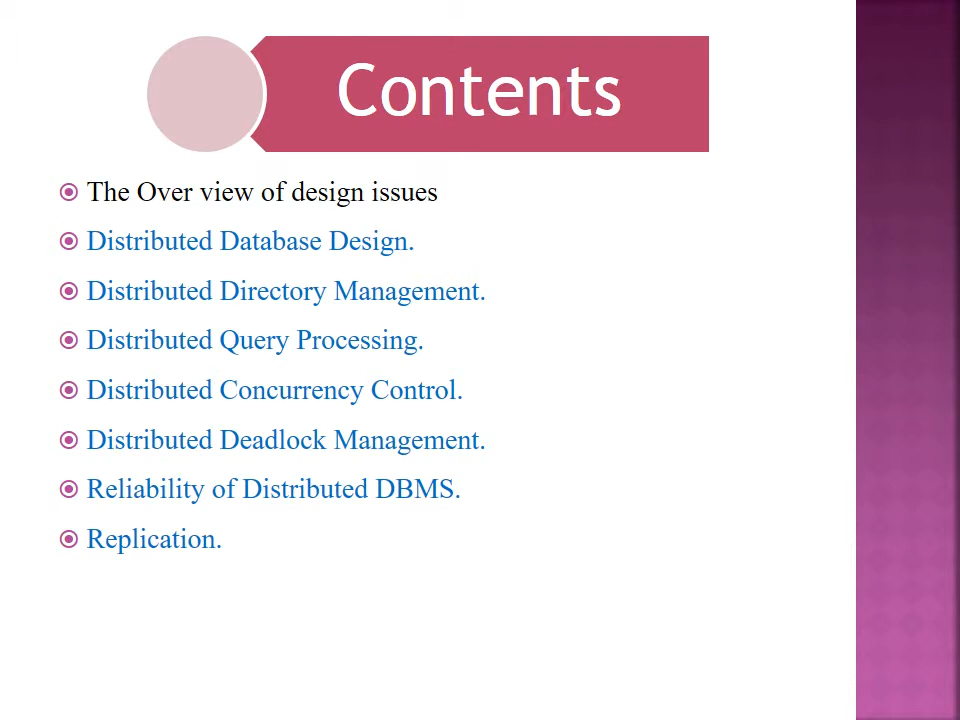 Contents
The Over view of design issues
Distributed Database Design.
Distributed Directory Management.
Distributed Query Processing.
Distributed Concurrency Control.
Distributed Deadlock Management.
Reliability of Distributed DBMS.
Replication.